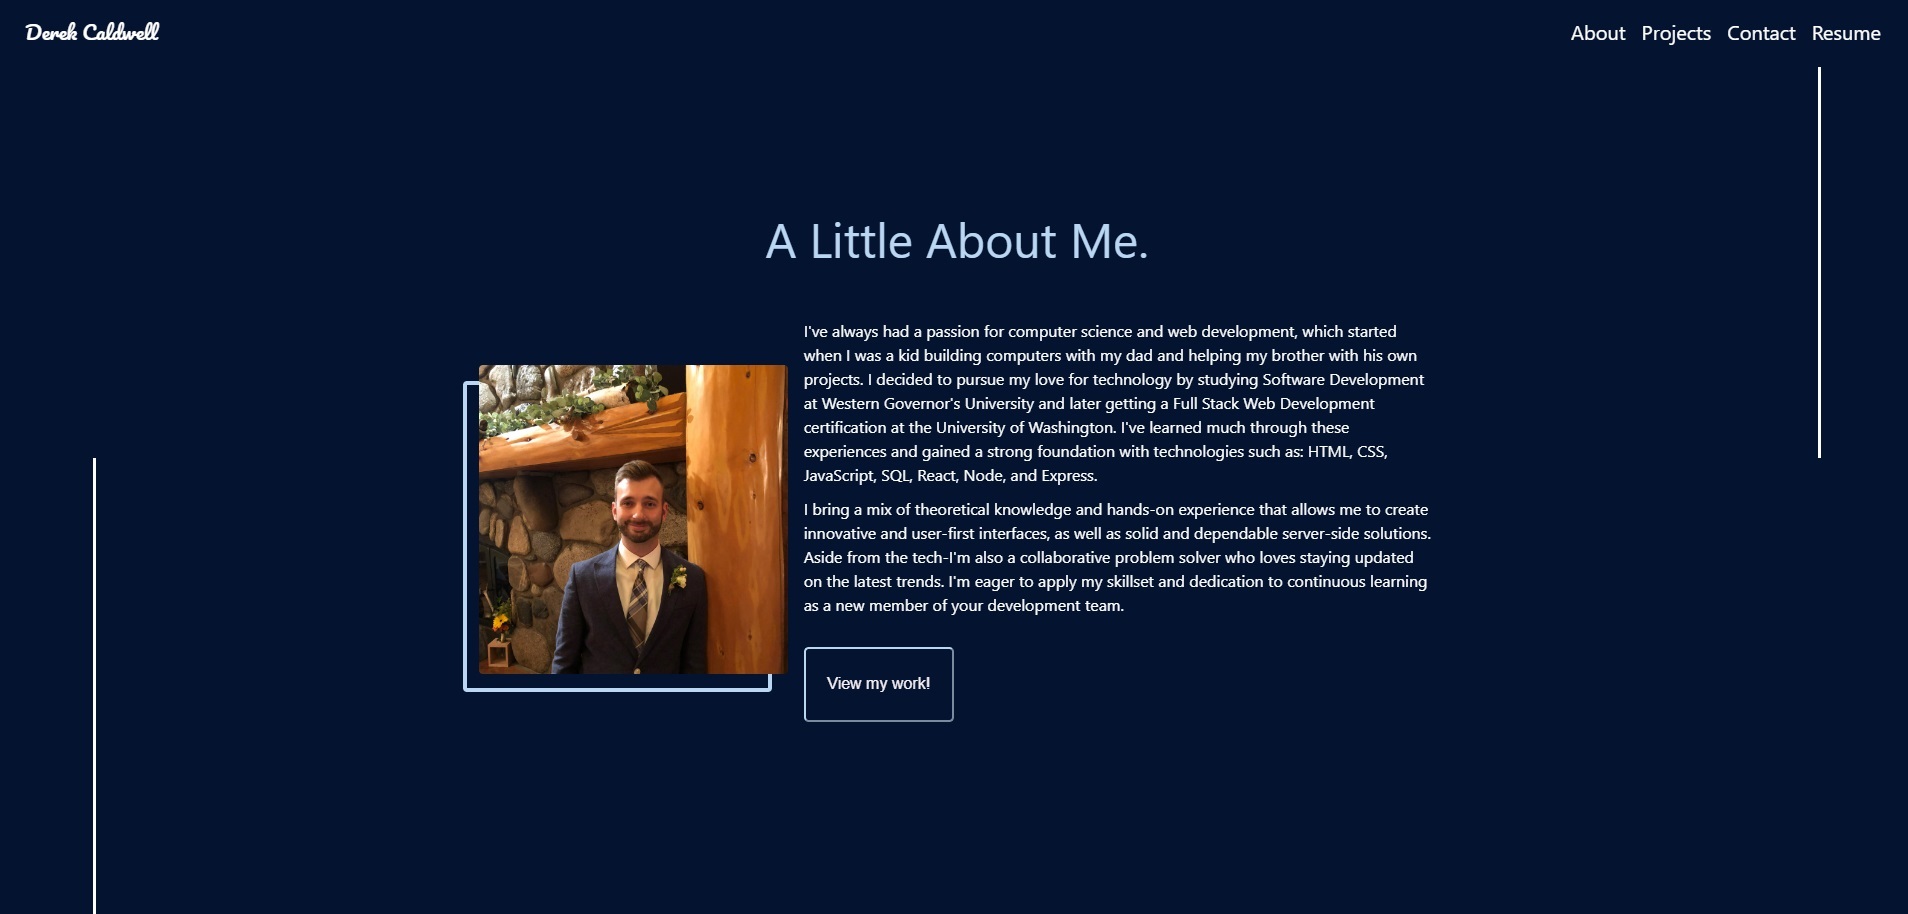 Derek Caldwell
About Projects Contact Resume
A Little About Me.
I've always had a passion for computer science and web development, which started
when I was a kid building computers with my dad and helping my brother with his own
projects. I decided to pursue my love for technology by studying Software Development
at Western Governor's University and later getting a Full Stack Web Development
certification at the University of Washington. I've learned much through these
experiences and gained a strong foundation with technologies such as: HTML, CSS,
JavaScript, SQL, React, Node, and Express.
I bring a mix of theoretical knowledge and hands-on experience that allows me to create
innovative and user-first interfaces, as well as solid and dependable server-side solutions.
Aside from the tech-I'm also a collaborative problem solver who loves staying updated
on the latest trends. I'm eager to apply my skillset and dedication to continuous learning
as a new member of your development team.
View my work!